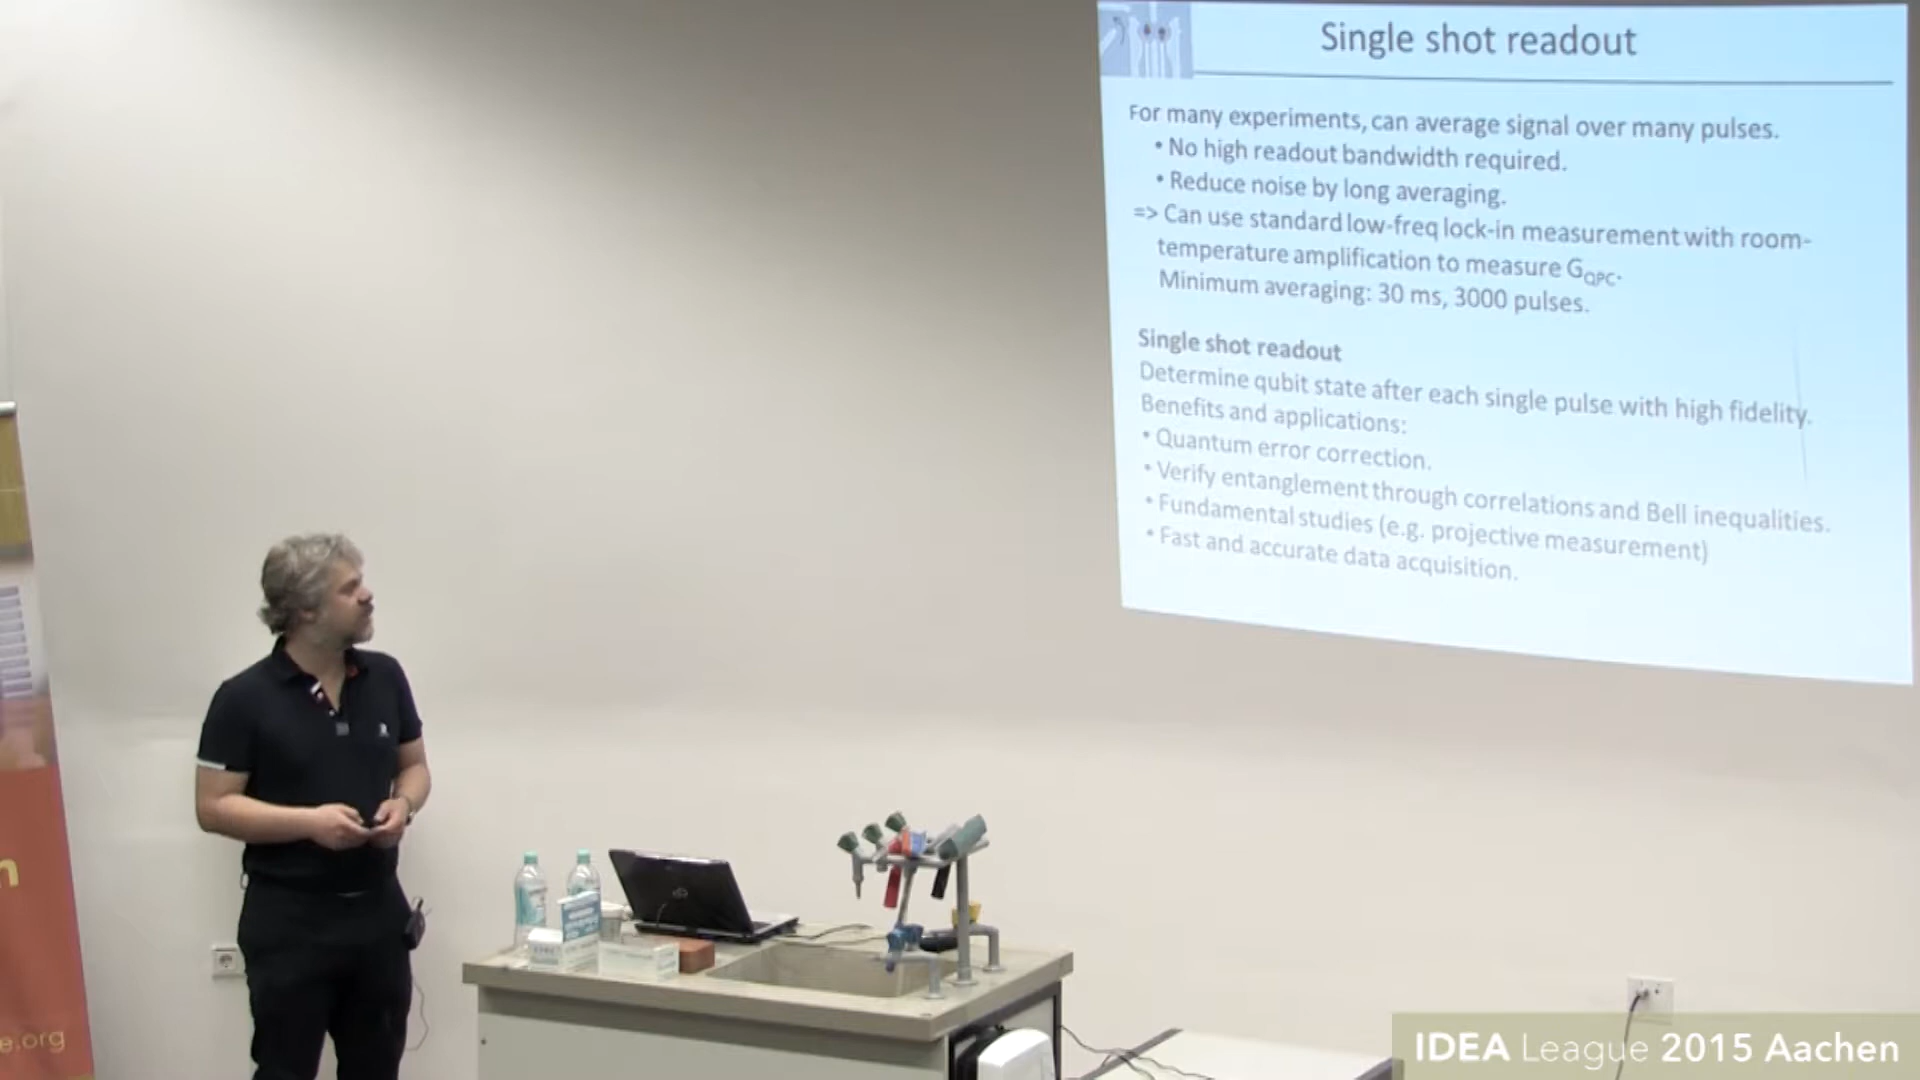 Single shot readout
For many experiments, can average signal over many pulses.
• No high readout bandwidth required.
• Reduce noise by long averaging.
=> Can use standard low-freq lock-in measurement with room-
temperature amplification to measure GQPC.
Minimum averaging: 30 ms, 3000 pulses.
Single shot readout
Determine qubit state after each single pulse with high fidelity.
Benefits and applications:
• Quantum error correction.
• Verify entanglement through correlations and Bell inequalities.
• Fundamental studies (e.g. projective measurement)
• Fast and accurate data acquisition.
n
e.org
IDEA League 2015 Aachen